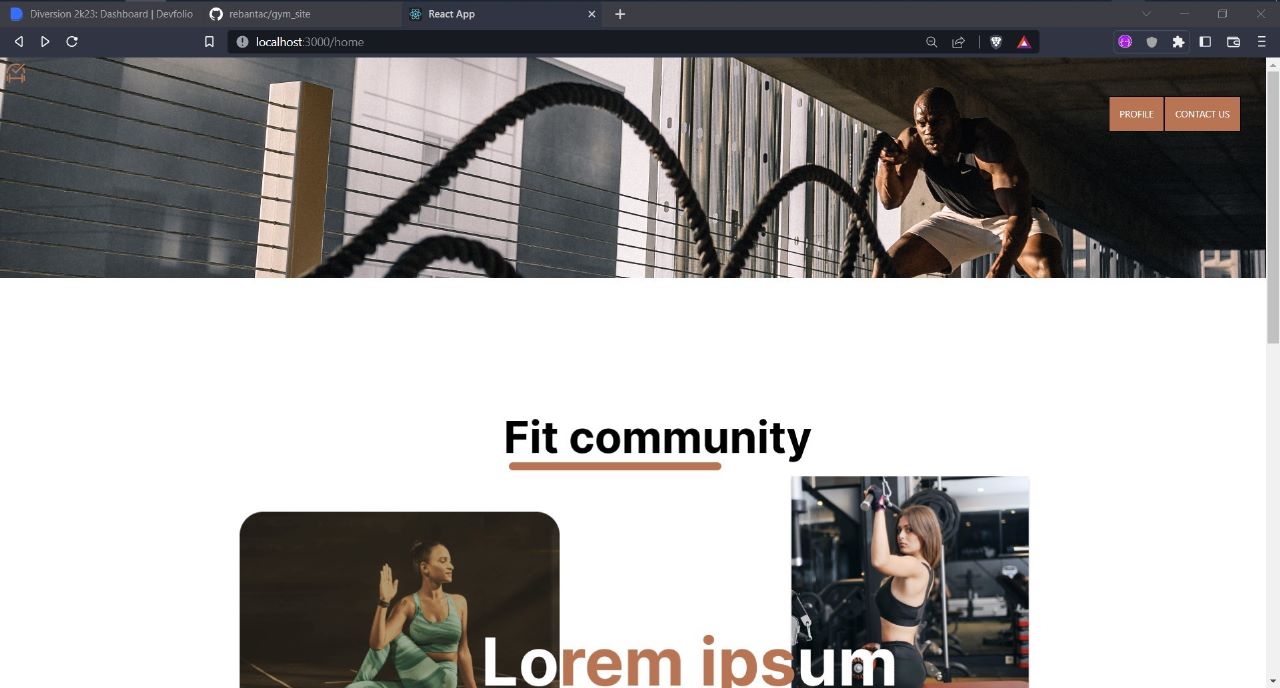 Diversion 2k23: Dashboard | Devfolio
rebantac/gym_site
React App
localhost:3000/home
PROFILE
CONTACT US
Fit community
Lorem ipsum